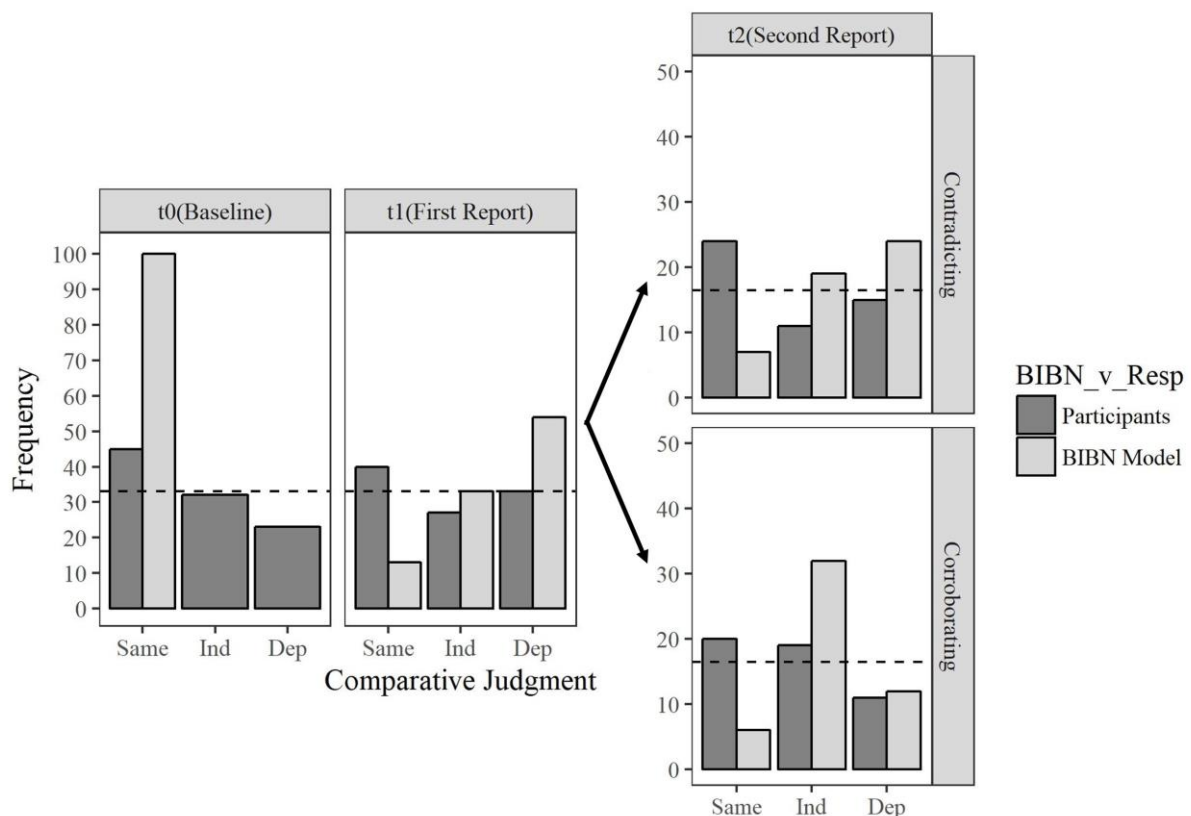 t2(Second Report)
50
40
30
20
10
0
Contradicting
t0(Baseline)
t1(First Report)
Frequency
100
90
80
70
60
50
40
30
20
10
0
Same Ind Dep
Same Ind Dep
Comparative Judgment
50
40
30
20
10
0
Corroborating
Same Ind Dep
BIBN_v_Resp
Participants
BIBN Model